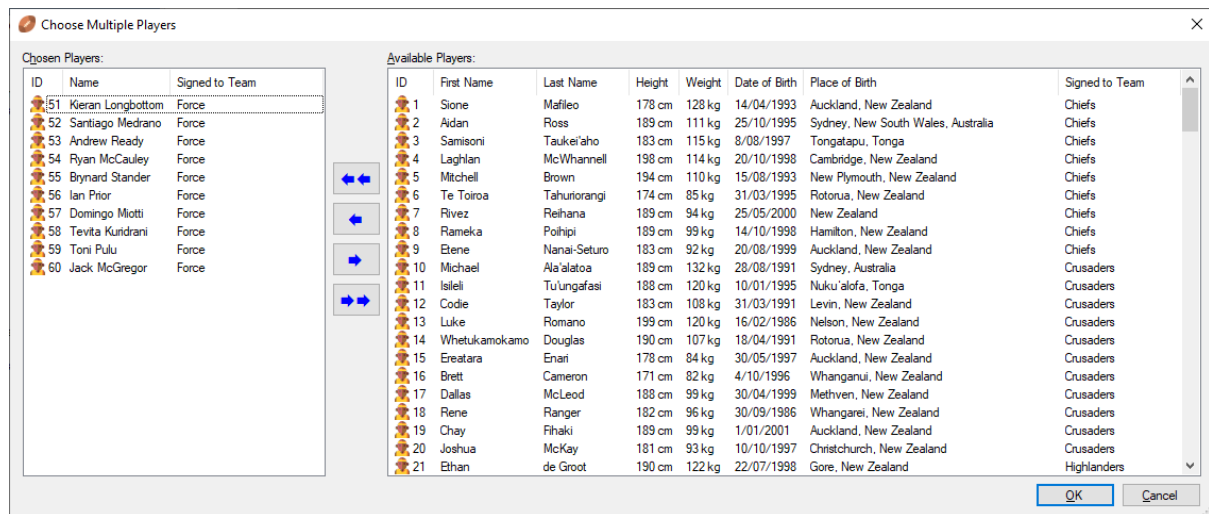 Choose Multiple Players
Chosen Players:
ID Name Signed to Team
51 Kieran Longbottom Force
52 Santiago Medrano Force
53 Andrew Ready Force
54 Ryan McCauley Force
55 Brynard Stander Force
56 Ian Prior Force
57 Domingo Miotti Force
58 Tevita Kuridrani Force
59 Toni Pulu Force
60 Jack McGregor Force
Available Players:
ID First Name Last Name Height Weight Date of Birth Place of Birth Signed to Team
1 Sione Mafileo 178 cm 128 kg 14/04/1993 Auckland, New Zealand Chiefs
2 Aidan Ross 189 cm 111 kg 25/10/1995 Sydney, New South Wales, Australia Chiefs
3 Samisoni Taukei'aho 183 cm 115 kg 8/08/1997 Tongatapu, Tonga Chiefs
4 Laghlan McWhannell 198 cm 114 kg 20/10/1998 Cambridge, New Zealand Chiefs
5 Mitchell Brown 194 cm 110 kg 15/08/1993 New Plymouth, New Zealand Chiefs
6 Te Toiroa Tahuriorangi 174 cm 85 kg 31/03/1995 Rotorua, New Zealand Chiefs
7 Rivez Reihana 189 cm 94 kg 25/05/2000 New Zealand Chiefs
8 Rameka Poihipi 189 cm 99 kg 14/10/1998 Hamilton, New Zealand Chiefs
9 Etene Nanai-Seturo 183 cm 92 kg 20/08/1999 Auckland, New Zealand Chiefs
10 Michael Ala'alatoa 189 cm 132 kg 28/08/1991 Sydney, Australia Crusaders
11 Isileli Tu'ungafasi 188 cm 120 kg 10/01/1995 Nuku'alofa, Tonga Crusaders
12 Codie Taylor 183 cm 108 kg 31/03/1991 Levin, New Zealand Crusaders
13 Luke Romano 199 cm 120 kg 16/02/1986 Nelson, New Zealand Crusaders
14 Whetukamokamo Douglas 190 cm 107 kg 18/04/1991 Rotorua, New Zealand Crusaders
15 Ereatara Enari 178 cm 84 kg 30/05/1997 Auckland, New Zealand Crusaders
16 Brett Cameron 171 cm 82 kg 4/10/1996 Whanganui, New Zealand Crusaders
17 Dallas McLeod 188 cm 99 kg 30/04/1999 Methven, New Zealand Crusaders
18 Rene Ranger 182 cm 96 kg 30/09/1986 Whangarei, New Zealand Crusaders
19 Chay Fihaki 189 cm 99 kg 1/01/2001 Auckland, New Zealand Crusaders
20 Joshua McKay 181 cm 93 kg 10/10/1997 Christchurch, New Zealand Crusaders
21 Ethan de Groot 190 cm 122 kg 22/07/1998 Gore, New Zealand Highlanders
OK Cancel